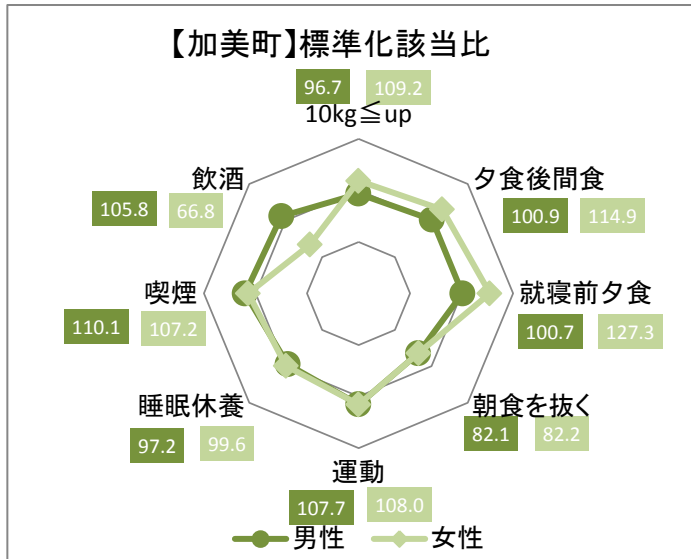 【加美町】標準化該当比
96.7 109.2
10kg≦up
夕食後間食
100.9 114.9
就寝前夕食
100.7 127.3
朝食を抜く
82.1 82.2
運動
107.7 108.0
睡眠休養
97.2 99.6
喫煙
110.1 107.2
飲酒
105.8 66.8
男性 女性